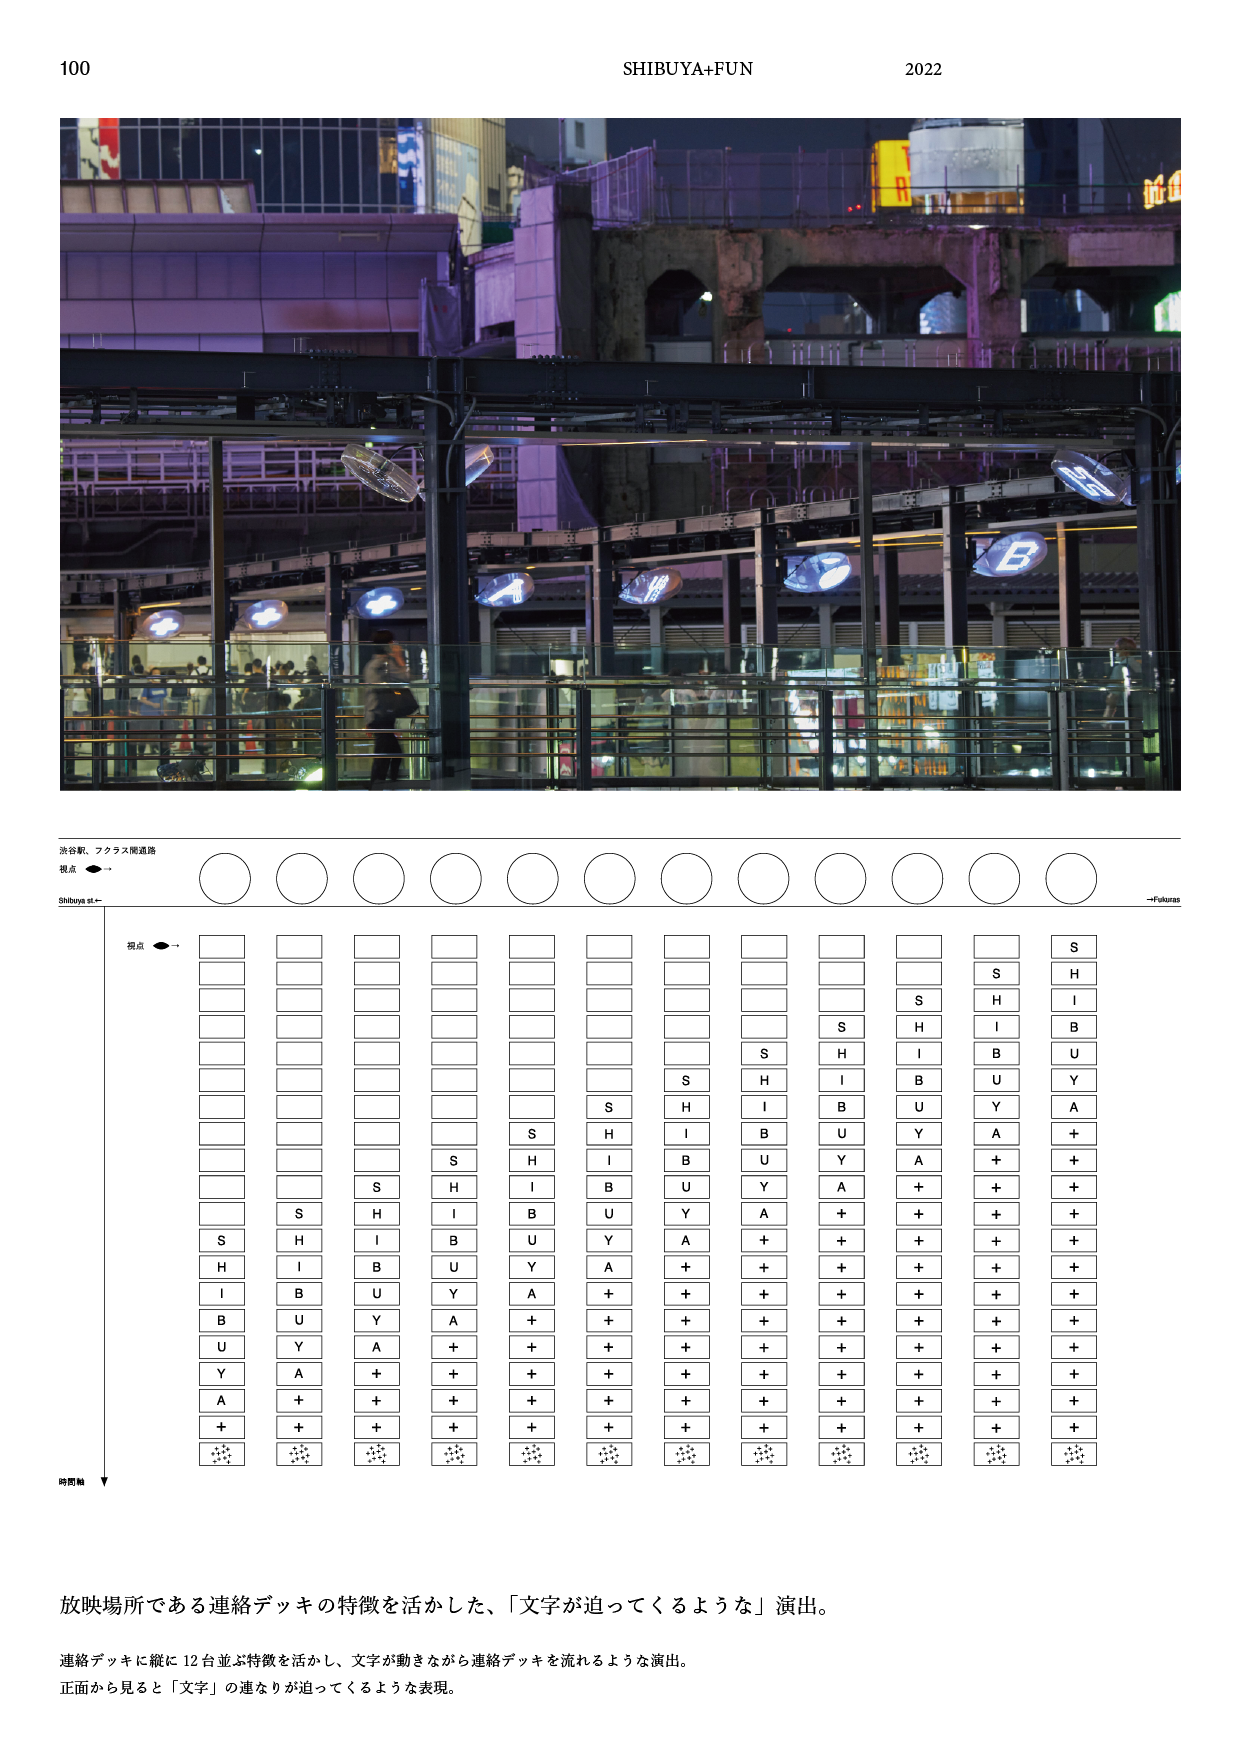 100 SHIBUYA+FUN 2022
+ + + A B
渋谷駅、フクラス間通路
視点 →
Shibuya st.← →Fukuras
視点 → S
S H
S H I
S H I B
S H I B U
S H I B U Y
S H I B U Y A
S H I B U Y A +
S H I B U Y A + +
S H I B U Y A + + +
S H I B U Y A + + + +
S H I B U Y A + + + + +
H I B U Y A + + + + + +
I B U Y A + + + + + + +
B U Y A + + + + + + + +
U Y A + + + + + + + + +
Y A + + + + + + + + + +
A + + + + + + + + + + +
+ + + + + + + + + + + +
時間軸
放映場所である連絡デッキの特徴を活かした、「文字が迫ってくるような」演出。
連絡デッキに縦に 12 台並ぶ特徴を活かし、文字が動きながら連絡デッキを流れるような演出。
正面から見ると「文字」の連なりが迫ってくるような表現。